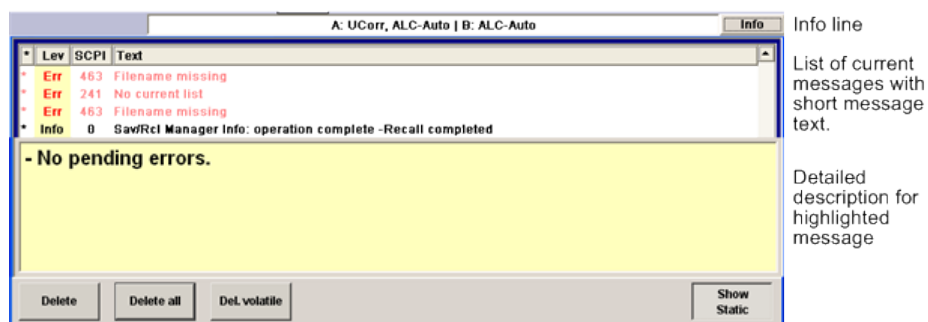 A: UCorr, ALC-Auto | B: ALC-Auto
Info
Info line
* Lev SCPI Text
* Err 463 Filename missing
* Err 241 No current list
* Err 463 Filename missing
* Info 0 Sav/Rcl Manager Info: operation complete -Recall completed
List of current
messages with
short message
text.
- No pending errors.
Detailed
description for
highlighted
message
Delete
Delete all
Del. volatile
Show
Static